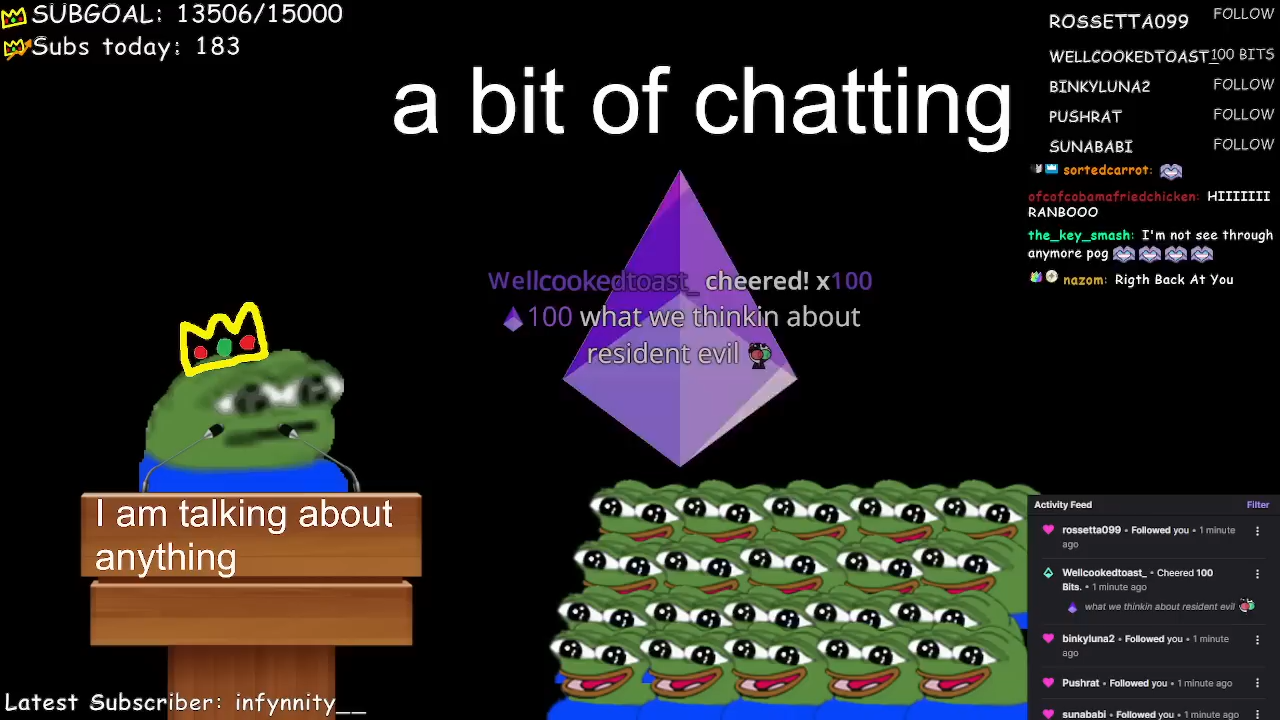 SUBGOAL: 13506/15000
Subs today: 183
a bit of chatting
ROSSETTA099 FOLLOW
WELLCOOKEDTOAST_ 100 BITS
BINKYLUNA2 FOLLOW
PUSHRAT FOLLOW
SUNABABI FOLLOW
sortedcarrot:
ofcofcobamafriedchicken: HIIIIIII
RANBOOO
the_key_smash: I'm not see through
anymore pog
nazom: Rigth Back At You
Wellcookedtoast_ cheered! x100
100 what we thinkin about
resident evil
I am talking about
anything
Activity Feed Filter
rossetta099 • Followed you • 1 minute
ago
Wellcookedtoast_ • Cheered 100
Bits. • 1 minute ago
what we thinkin about resident evil
binkyluna2 • Followed you • 1 minute
ago
Pushrat • Followed you • 1 minute ago
sunababi • Followed you • 1 minute ago
Latest Subscriber: infynnity__